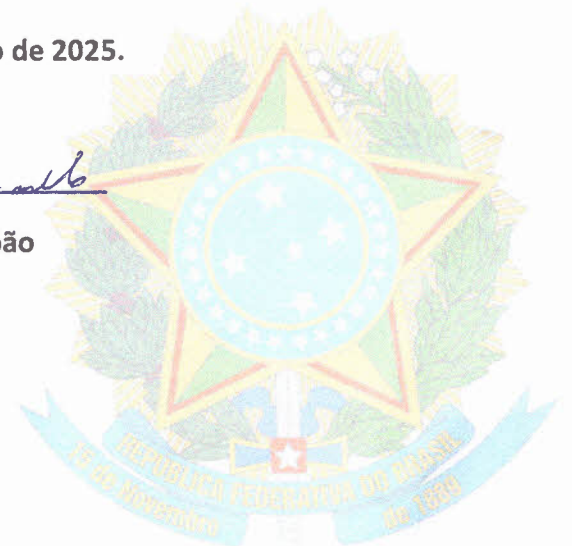 o de 2025.
ão
REPÚBLICA FEDERATIVA DO BRASIL
15 de Novembro
de 1889